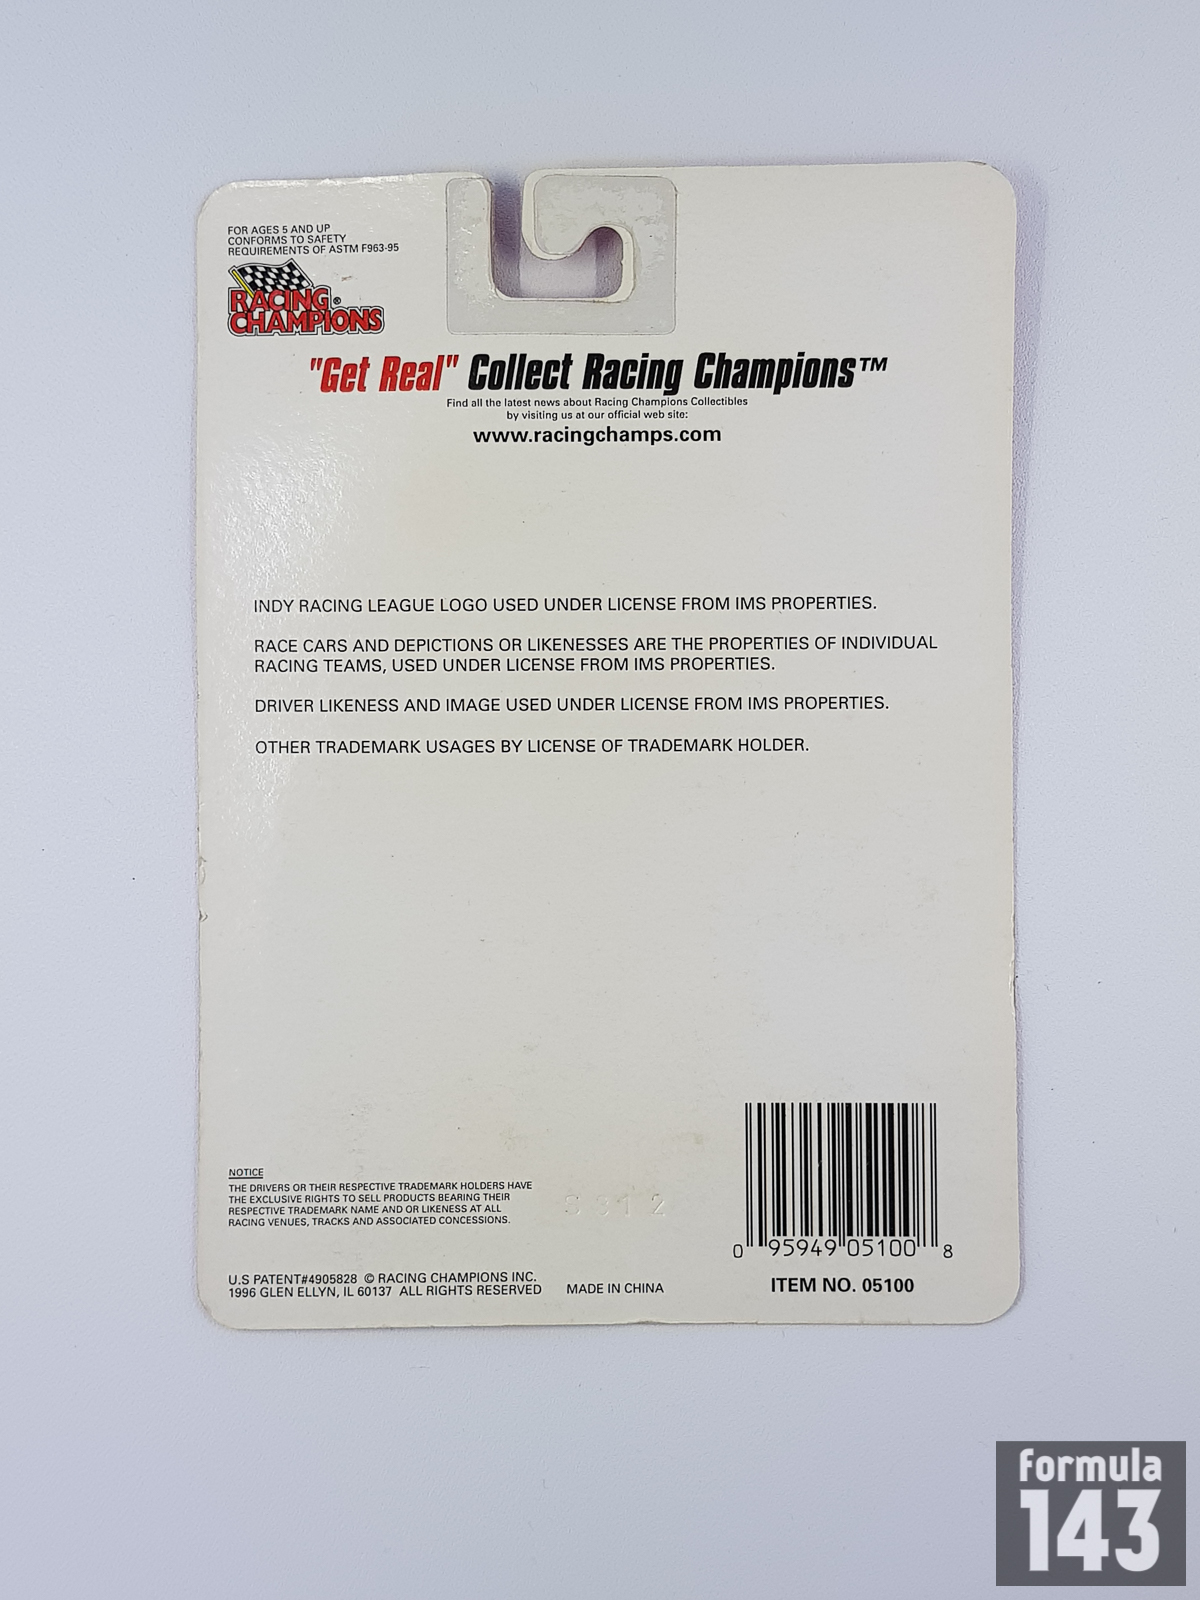 FOR AGES 5 AND UP
CONFORMS TO SAFETY
REQUIREMENTS OF ASTM F963-95
RACING ®
CHAMPIONS
"Get Real" Collect Racing Champions™
Find all the latest news about Racing Champions Collectibles
by visiting us at our official web site:
www.racingchamps.com
INDY RACING LEAGUE LOGO USED UNDER LICENSE FROM IMS PROPERTIES.
RACE CARS AND DEPICTIONS OR LIKENESSES ARE THE PROPERTIES OF INDIVIDUAL
RACING TEAMS, USED UNDER LICENSE FROM IMS PROPERTIES.
DRIVER LIKENESS AND IMAGE USED UNDER LICENSE FROM IMS PROPERTIES.
OTHER TRADEMARK USAGES BY LICENSE OF TRADEMARK HOLDER.
NOTICE
THE DRIVERS OR THEIR RESPECTIVE TRADEMARK HOLDERS HAVE
THE EXCLUSIVE RIGHTS TO SELL PRODUCTS BEARING THEIR
RESPECTIVE TRADEMARK NAME AND OR LIKENESS AT ALL
RACING VENUES, TRACKS AND ASSOCIATED CONCESSIONS.
U.S PATENT#4905828 © RACING CHAMPIONS INC.
1996 GLEN ELLYN, IL 60137 ALL RIGHTS RESERVED
MADE IN CHINA
0 95949 05100 8
ITEM NO. 05100
formula
143